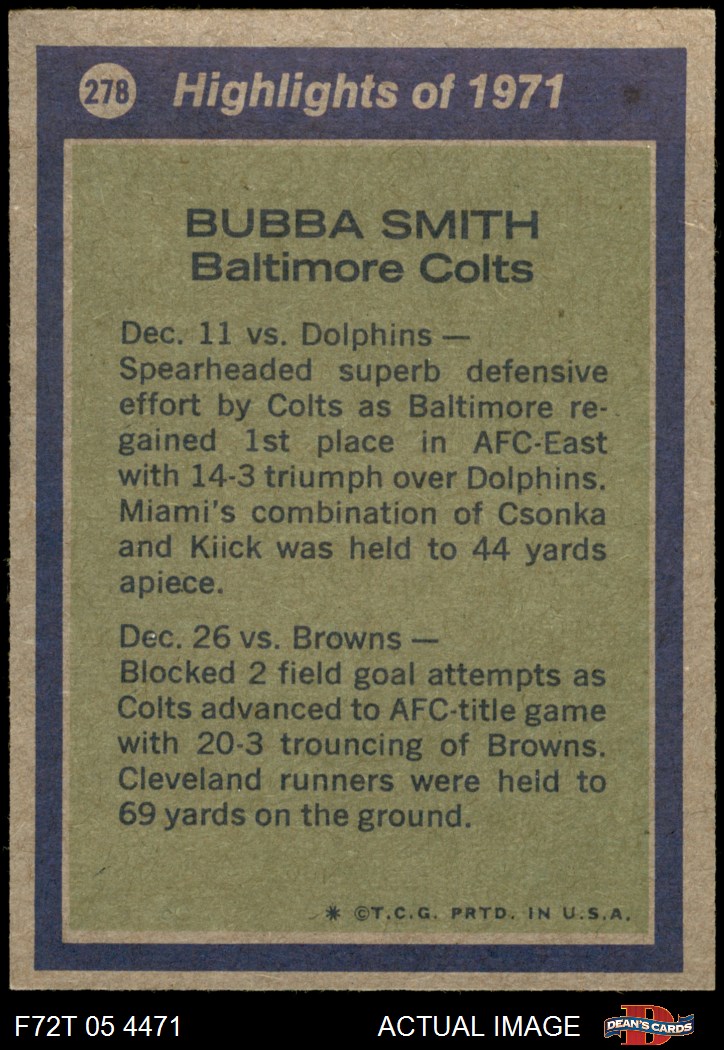 278 Highlights of 1971
BUBBA SMITH
Baltimore Colts
Dec. 11 vs. Dolphins —
Spearheaded superb defensive
effort by Colts as Baltimore re-
gained 1st place in AFC-East
with 14-3 triumph over Dolphins.
Miami's combination of Csonka
and Kiick was held to 44 yards
apiece.
Dec. 26 vs. Browns —
Blocked 2 field goal attempts as
Colts advanced to AFC-title game
with 20-3 trouncing of Browns.
Cleveland runners were held to
69 yards on the ground.
* ©T.C.G. PRTD. IN U.S.A.
F72T 05 4471 ACTUAL IMAGE D DEAN'S CARDS